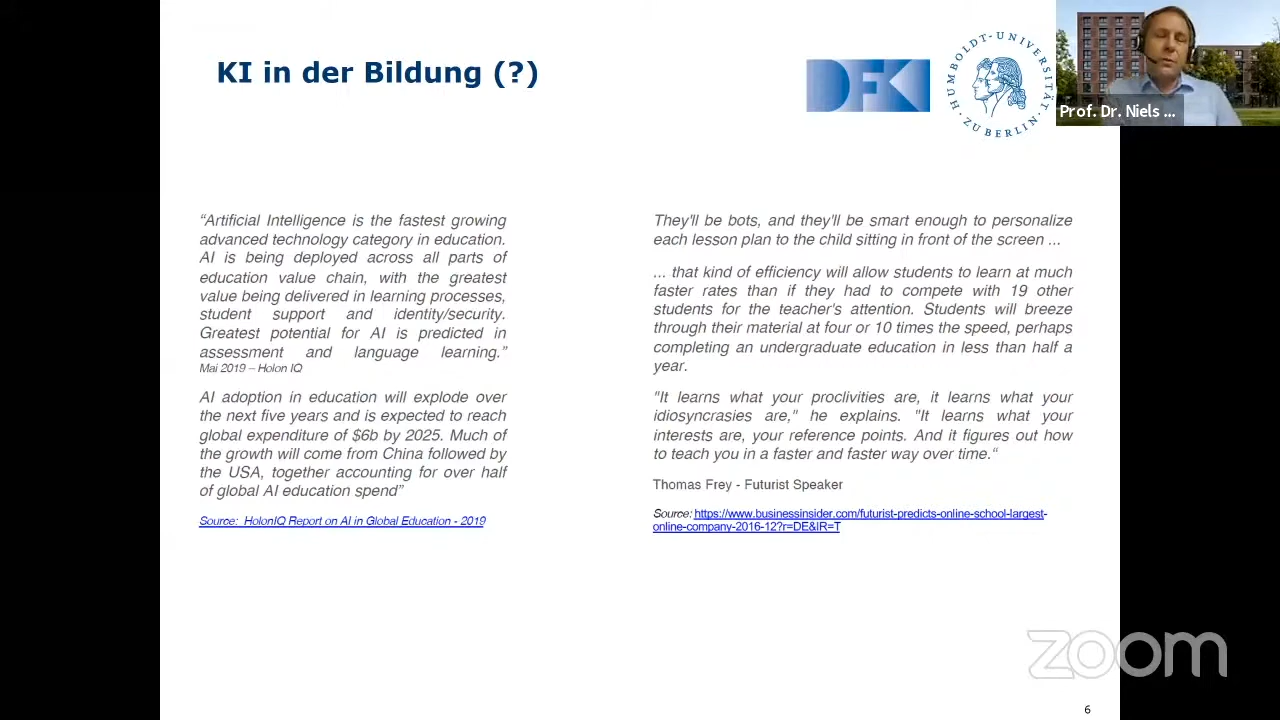 KI in der Bildung (?)
DFKI
HUMBOLDT-UNIVERSITÄT
ZU BERLIN
Prof. Dr. Niels ...
“Artificial Intelligence is the fastest growing
advanced technology category in education.
AI is being deployed across all parts of
education value chain, with the greatest
value being delivered in learning processes,
student support and identity/security.
Greatest potential for AI is predicted in
assessment and language learning.”
Mai 2019 – Holon IQ
AI adoption in education will explode over
the next five years and is expected to reach
global expenditure of $6b by 2025. Much of
the growth will come from China followed by
the USA, together accounting for over half
of global AI education spend”
Source: HolonIQ Report on AI in Global Education - 2019
They'll be bots, and they'll be smart enough to personalize
each lesson plan to the child sitting in front of the screen ...
... that kind of efficiency will allow students to learn at much
faster rates than if they had to compete with 19 other
students for the teacher's attention. Students will breeze
through their material at four or 10 times the speed, perhaps
completing an undergraduate education in less than half a
year.
"It learns what your proclivities are, it learns what your
idiosyncrasies are," he explains. "It learns what your
interests are, your reference points. And it figures out how
to teach you in a faster and faster way over time."
Thomas Frey - Futurist Speaker
Source: https://www.businessinsider.com/futurist-predicts-online-school-largest-
online-company-2016-12?r=DE&IR=T
zoom
6